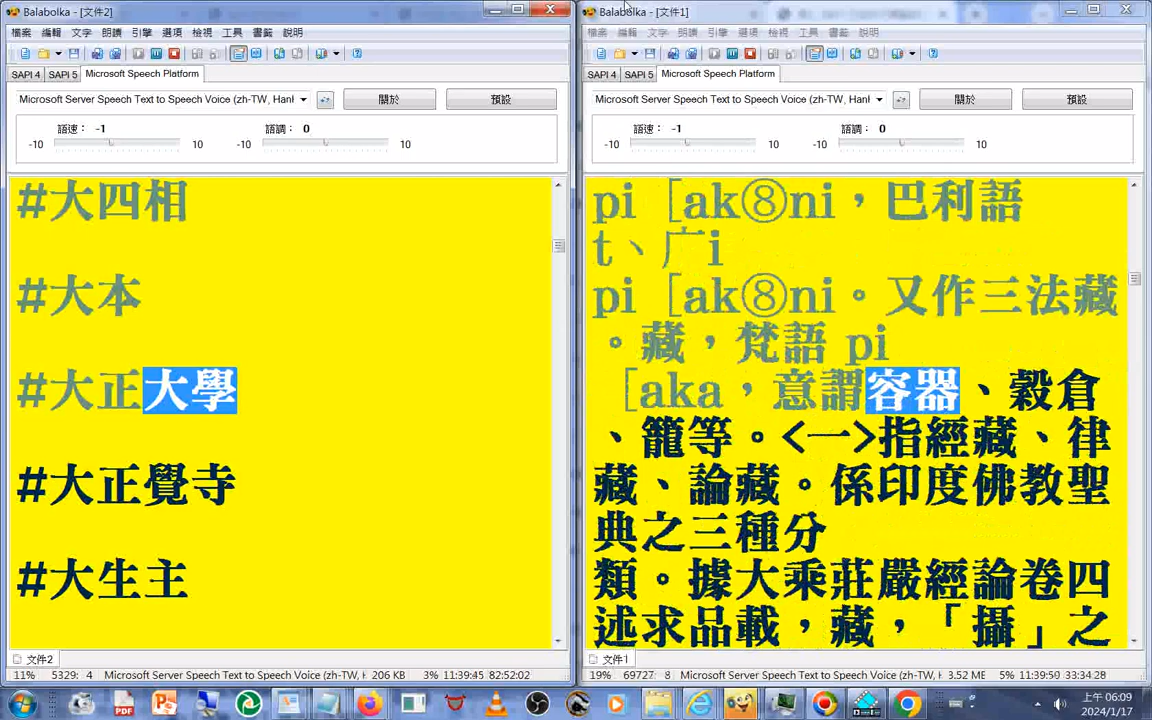 Balabolka - [文件2]
檔案 編輯 文字 朗讀 引擎 選項 檢視 工具 書籤 說明
SAPI 4 SAPI 5 Microsoft Speech Platform
Microsoft Server Speech Text to Speech Voice (zh-TW, Hanl
關於 預設
語速： -1 語調： 0
-10 10 -10 10
#大四相
#大本
#大正大學
#大正覺寺
#大生主
文件2
11% 5329: 4 Microsoft Server Speech Text to Speech Voice (zh-TW, H 206 KB 3% 11:39:45 82:52:02
Balabolka - [文件1]
檔案 編輯 文字 朗讀 引擎 選項 檢視 工具 書籤 說明
SAPI 4 SAPI 5 Microsoft Speech Platform
Microsoft Server Speech Text to Speech Voice (zh-TW, Hanl
關於 預設
語速： -1 語調： 0
-10 10 -10 10
pi［ak⑧ni，巴利語
t、广i
pi［ak⑧ni。又作三法藏
。藏，梵語 pi
［aka，意謂容器、穀倉
、籠等。<一>指經藏、律
藏、論藏。係印度佛教聖
典之三種分
類。據大乘莊嚴經論卷四
述求品載，藏，「攝」之
文件1
19% 69727: 8 Microsoft Server Speech Text to Speech Voice (zh-TW, H 3.52 ME 5% 11:39:50 33:34:28
PDF
上午 06:09
2024/1/17